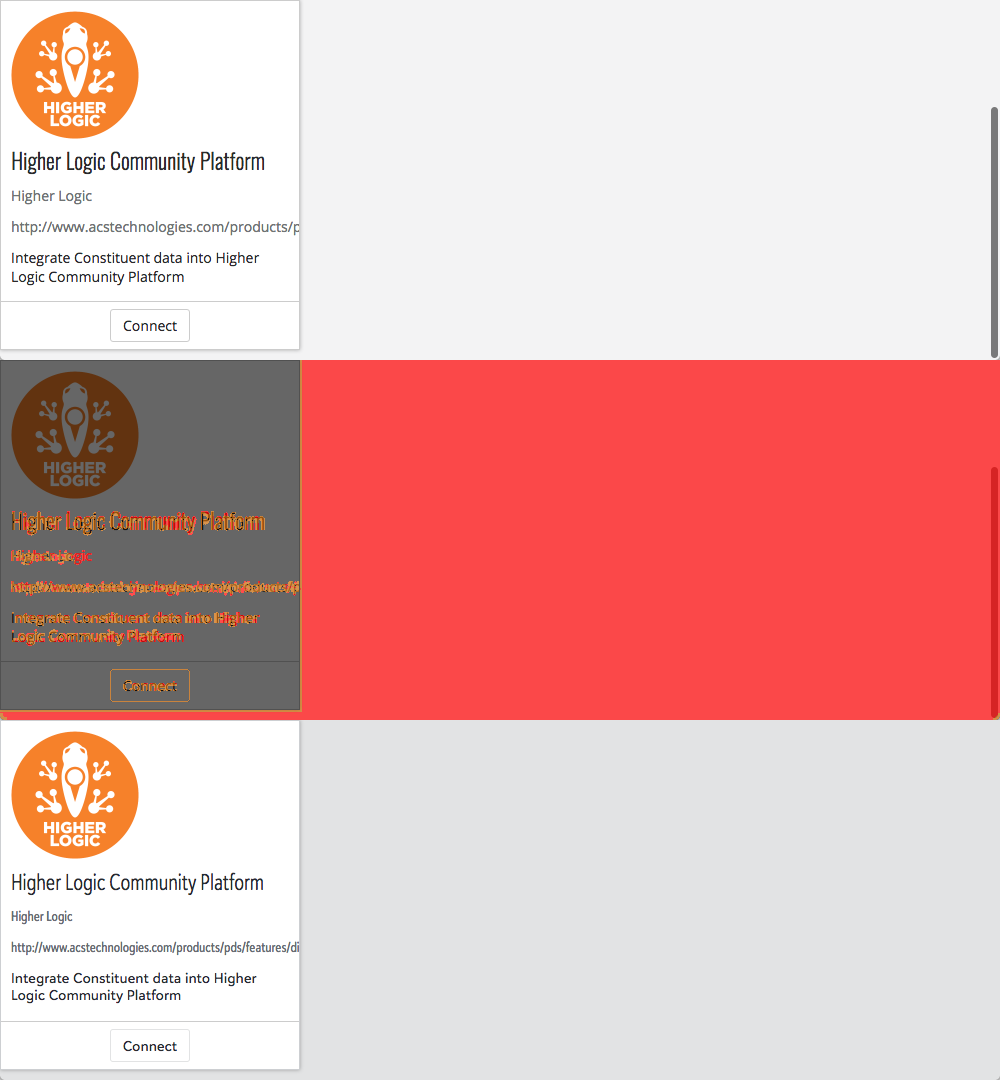 HIGHER
LOGIC
Higher Logic Community Platform
Higher Logic
http://www.acstechnologies.com/products/p
Integrate Constituent data into Higher
Logic Community Platform
Connect
HIGHER
LOGIC
Higher Logic Community Platform
Higher Logic
Integrate Constituent data into Higher
Logic Community Platform
Connect
HIGHER
LOGIC
Higher Logic Community Platform
Higher Logic
http://www.acstechnologies.com/products/pds/features/di
Integrate Constituent data into Higher
Logic Community Platform
Connect